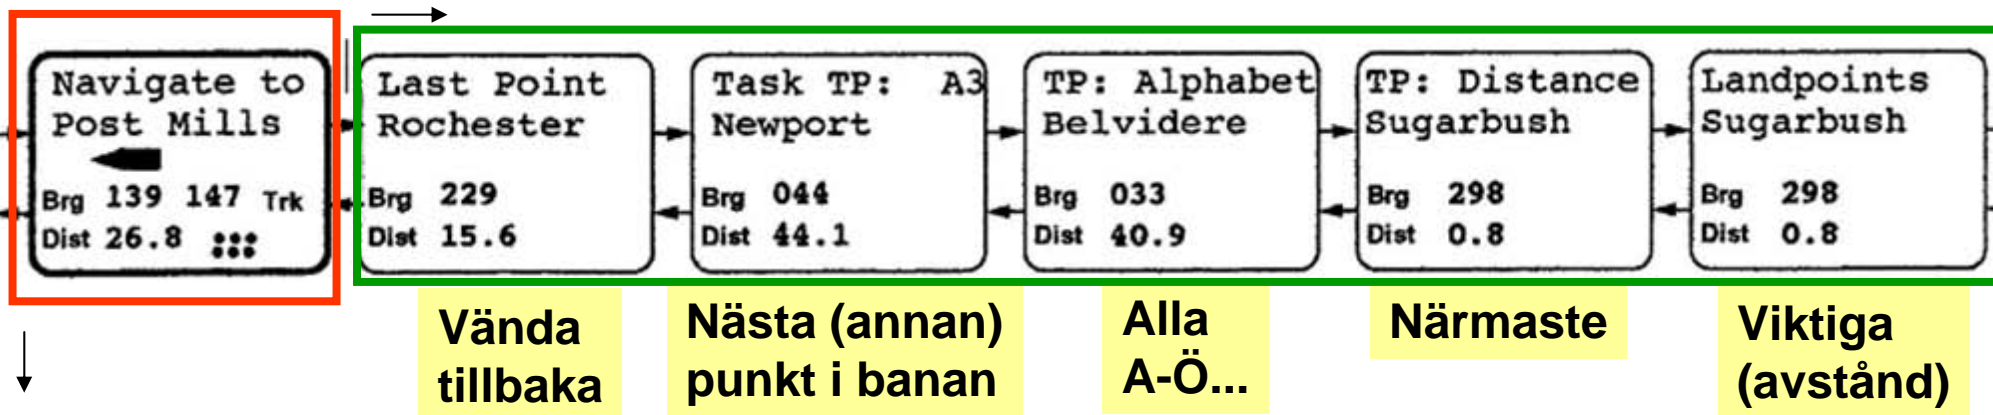 Navigate to
Post Mills
Brg 139 147 Trk
Dist 26.8
Last Point
Rochester
Brg 229
Dist 15.6
Task TP: A3
Newport
Brg 044
Dist 44.1
TP: Alphabet
Belvidere
Brg 033
Dist 40.9
TP: Distance
Sugarbush
Brg 298
Dist 0.8
Landpoints
Sugarbush
Brg 298
Dist 0.8
Vända
tillbaka
Nästa (annan)
punkt i banan
Alla
A-Ö...
Närmaste
Viktiga
(avstånd)